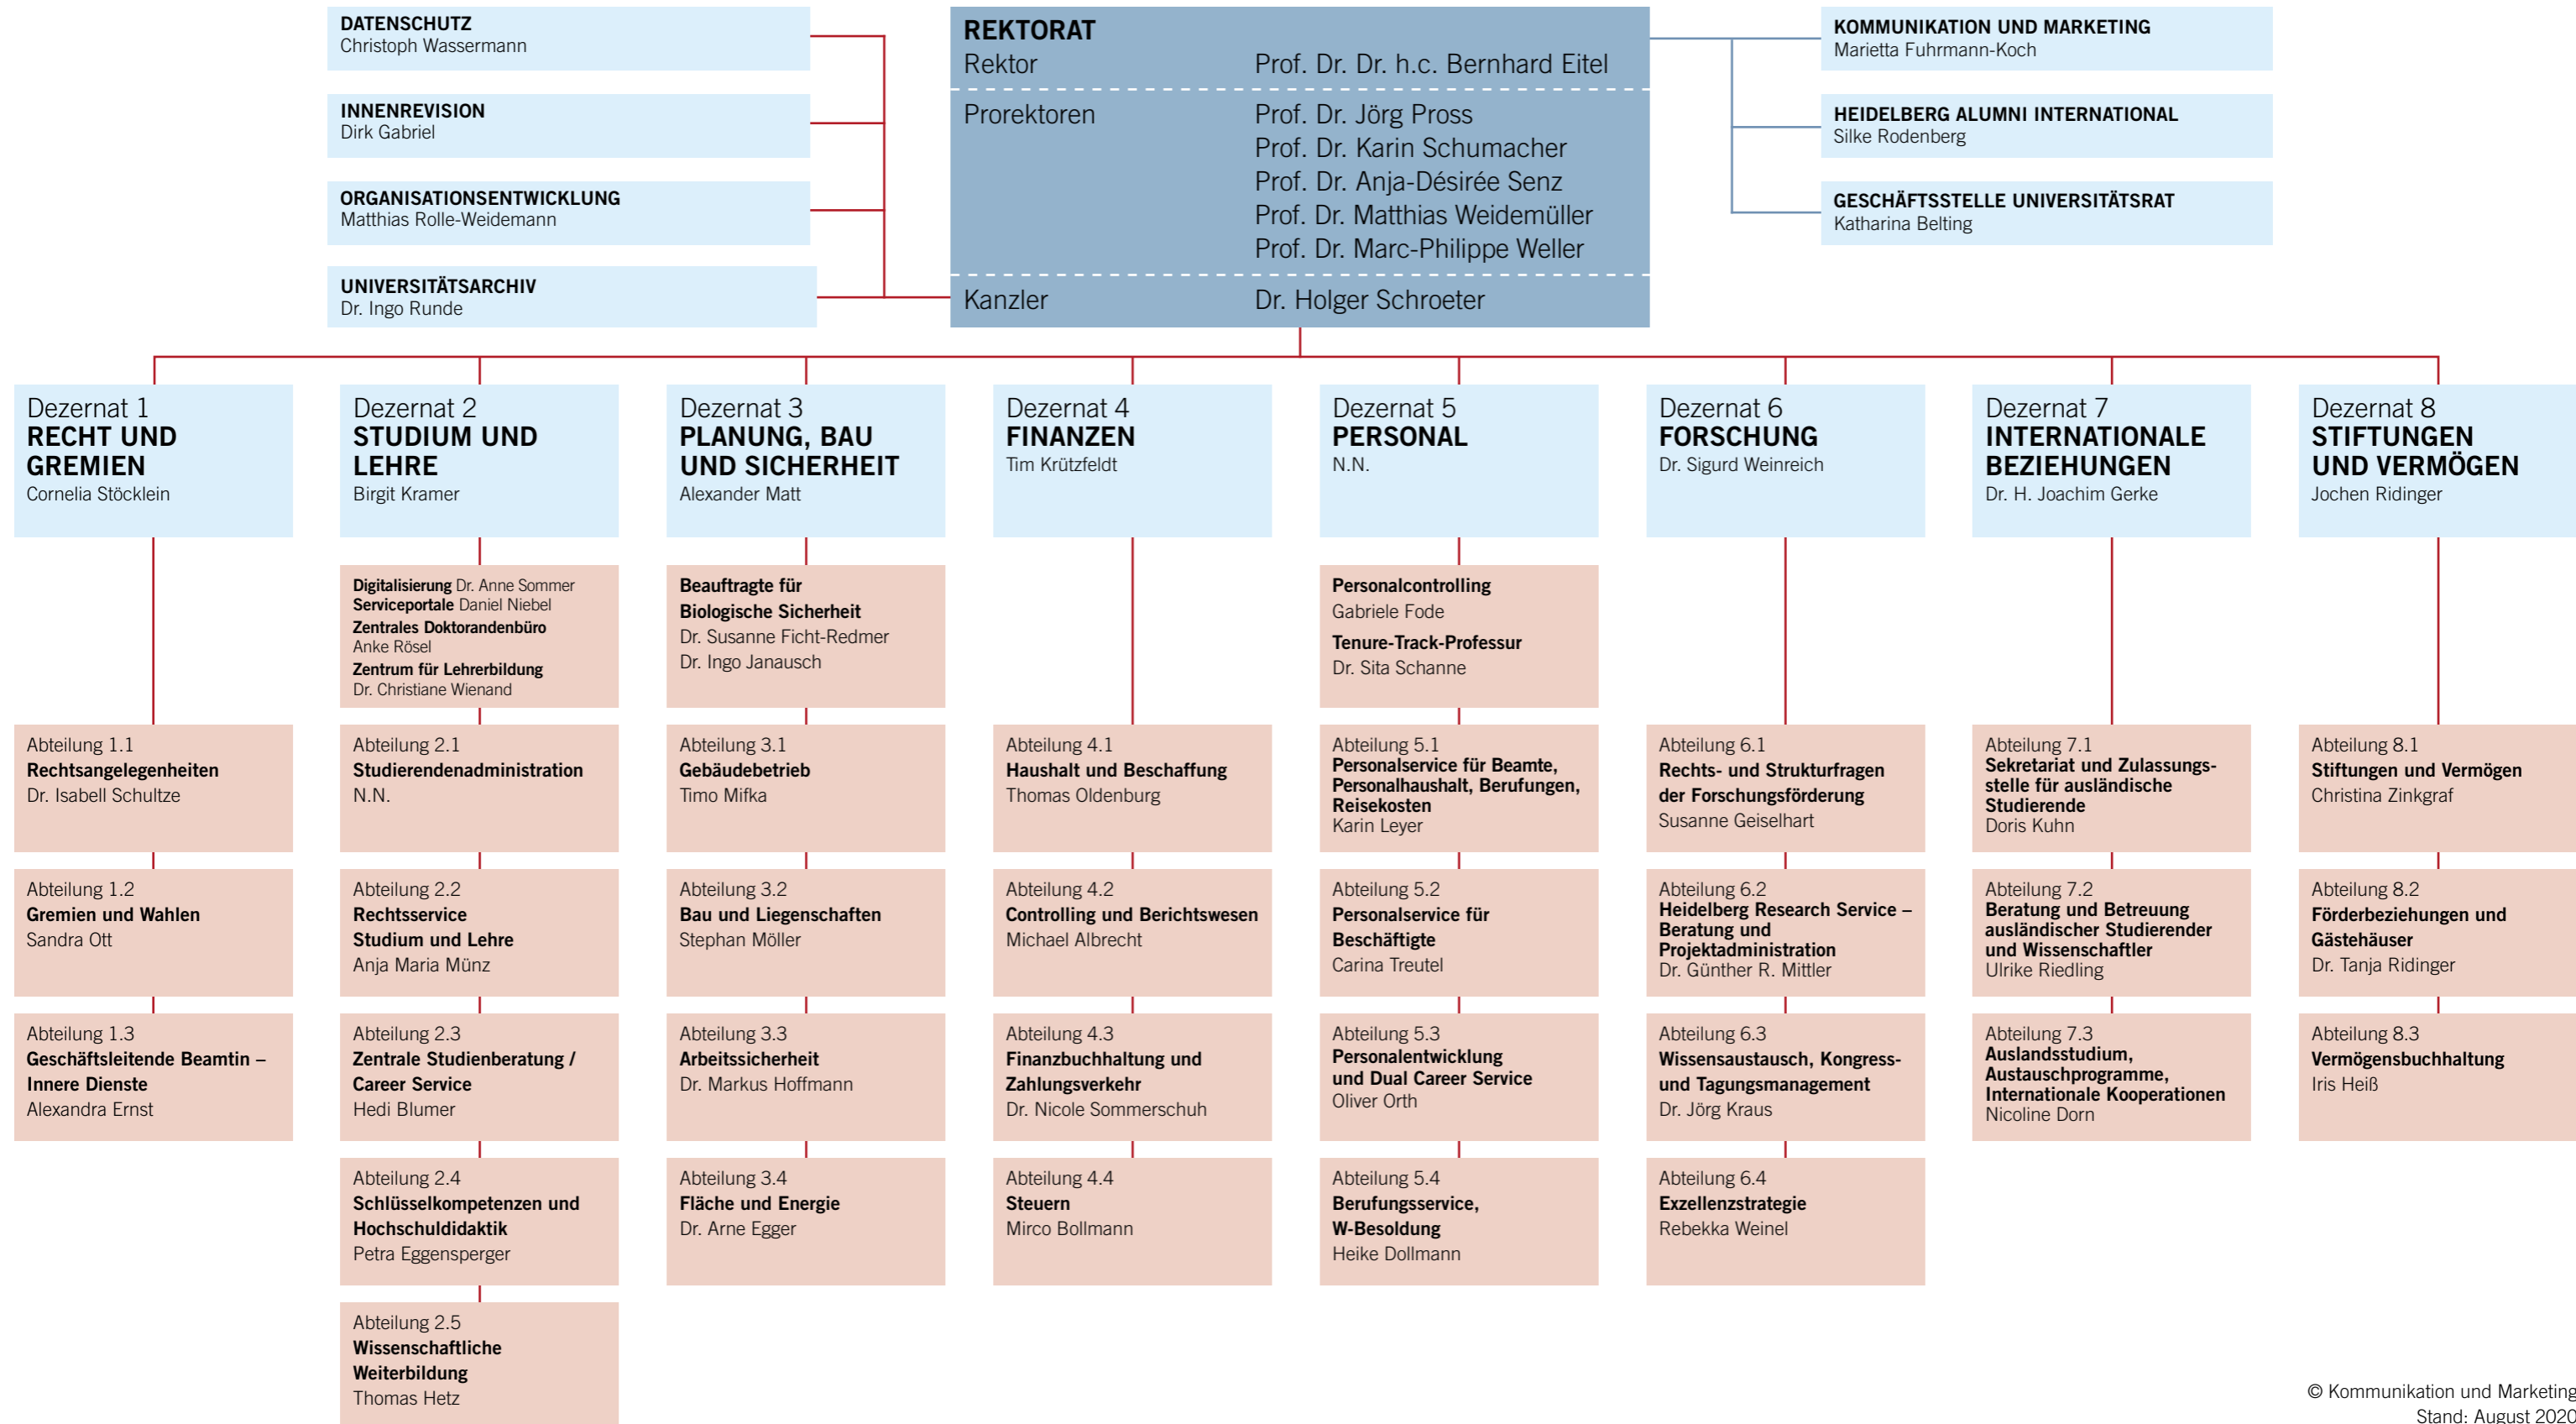 DATENSCHUTZ
Christoph Wassermann
INNENREVISION
Dirk Gabriel
ORGANISATIONSENTWICKLUNG
Matthias Rolle-Weidemann
UNIVERSITÄTSARCHIV
Dr. Ingo Runde
REKTORAT
Rektor Prof. Dr. Dr. h.c. Bernhard Eitel
Prorektoren Prof. Dr. Jörg Pross
Prof. Dr. Karin Schumacher
Prof. Dr. Anja-Désirée Senz
Prof. Dr. Matthias Weidemüller
Prof. Dr. Marc-Philippe Weller
Kanzler Dr. Holger Schroeter
KOMMUNIKATION UND MARKETING
Marietta Fuhrmann-Koch
HEIDELBERG ALUMNI INTERNATIONAL
Silke Rodenberg
GESCHÄFTSSTELLE UNIVERSITÄTSRAT
Katharina Belting
Dezernat 1
RECHT UND
GREMIEN
Cornelia Stöcklein
Abteilung 1.1
Rechtsangelegenheiten
Dr. Isabell Schultze
Abteilung 1.2
Gremien und Wahlen
Sandra Ott
Abteilung 1.3
Geschäftsleitende Beamtin –
Innere Dienste
Alexandra Ernst
Dezernat 2
STUDIUM UND
LEHRE
Birgit Kramer
Digitalisierung Dr. Anne Sommer
Serviceportale Daniel Niebel
Zentrales Doktorandenbüro
Anke Rösel
Zentrum für Lehrerbildung
Dr. Christiane Wienand
Abteilung 2.1
Studierendenadministration
N.N.
Abteilung 2.2
Rechtsservice
Studium und Lehre
Anja Maria Münz
Abteilung 2.3
Zentrale Studienberatung /
Career Service
Hedi Blumer
Abteilung 2.4
Schlüsselkompetenzen und
Hochschuldidaktik
Petra Eggensperger
Abteilung 2.5
Wissenschaftliche
Weiterbildung
Thomas Hetz
Dezernat 3
PLANUNG, BAU
UND SICHERHEIT
Alexander Matt
Beauftragte für
Biologische Sicherheit
Dr. Susanne Ficht-Redmer
Dr. Ingo Janausch
Abteilung 3.1
Gebäudebetrieb
Timo Mifka
Abteilung 3.2
Bau und Liegenschaften
Stephan Möller
Abteilung 3.3
Arbeitssicherheit
Dr. Markus Hoffmann
Abteilung 3.4
Fläche und Energie
Dr. Arne Egger
Dezernat 4
FINANZEN
Tim Krützfeldt
Abteilung 4.1
Haushalt und Beschaffung
Thomas Oldenburg
Abteilung 4.2
Controlling und Berichtswesen
Michael Albrecht
Abteilung 4.3
Finanzbuchhaltung und
Zahlungsverkehr
Dr. Nicole Sommerschuh
Abteilung 4.4
Steuern
Mirco Bollmann
Dezernat 5
PERSONAL
N.N.
Personalcontrolling
Gabriele Fode
Tenure-Track-Professur
Dr. Sita Schanne
Abteilung 5.1
Personalservice für Beamte,
Personalhaushalt, Berufungen,
Reisekosten
Karin Leyer
Abteilung 5.2
Personalservice für
Beschäftigte
Carina Treutel
Abteilung 5.3
Personalentwicklung
und Dual Career Service
Oliver Orth
Abteilung 5.4
Berufungsservice,
W-Besoldung
Heike Dollmann
Dezernat 6
FORSCHUNG
Dr. Sigurd Weinreich
Abteilung 6.1
Rechts- und Strukturfragen
der Forschungsförderung
Susanne Geiselhart
Abteilung 6.2
Heidelberg Research Service –
Beratung und
Projektadministration
Dr. Günther R. Mittler
Abteilung 6.3
Wissensaustausch, Kongress-
und Tagungsmanagement
Dr. Jörg Kraus
Abteilung 6.4
Exzellenzstrategie
Rebekka Weinel
Dezernat 7
INTERNATIONALE
BEZIEHUNGEN
Dr. H. Joachim Gerke
Abteilung 7.1
Sekretariat und Zulassungs-
stelle für ausländische
Studierende
Doris Kuhn
Abteilung 7.2
Beratung und Betreuung
ausländischer Studierender
und Wissenschaftler
Ulrike Riedling
Abteilung 7.3
Auslandsstudium,
Austauschprogramme,
Internationale Kooperationen
Nicoline Dorn
Dezernat 8
STIFTUNGEN
UND VERMÖGEN
Jochen Ridinger
Abteilung 8.1
Stiftungen und Vermögen
Christina Zinkgraf
Abteilung 8.2
Förderbeziehungen und
Gästehäuser
Dr. Tanja Ridinger
Abteilung 8.3
Vermögensbuchhaltung
Iris Heiß
© Kommunikation und Marketing
Stand: August 2020